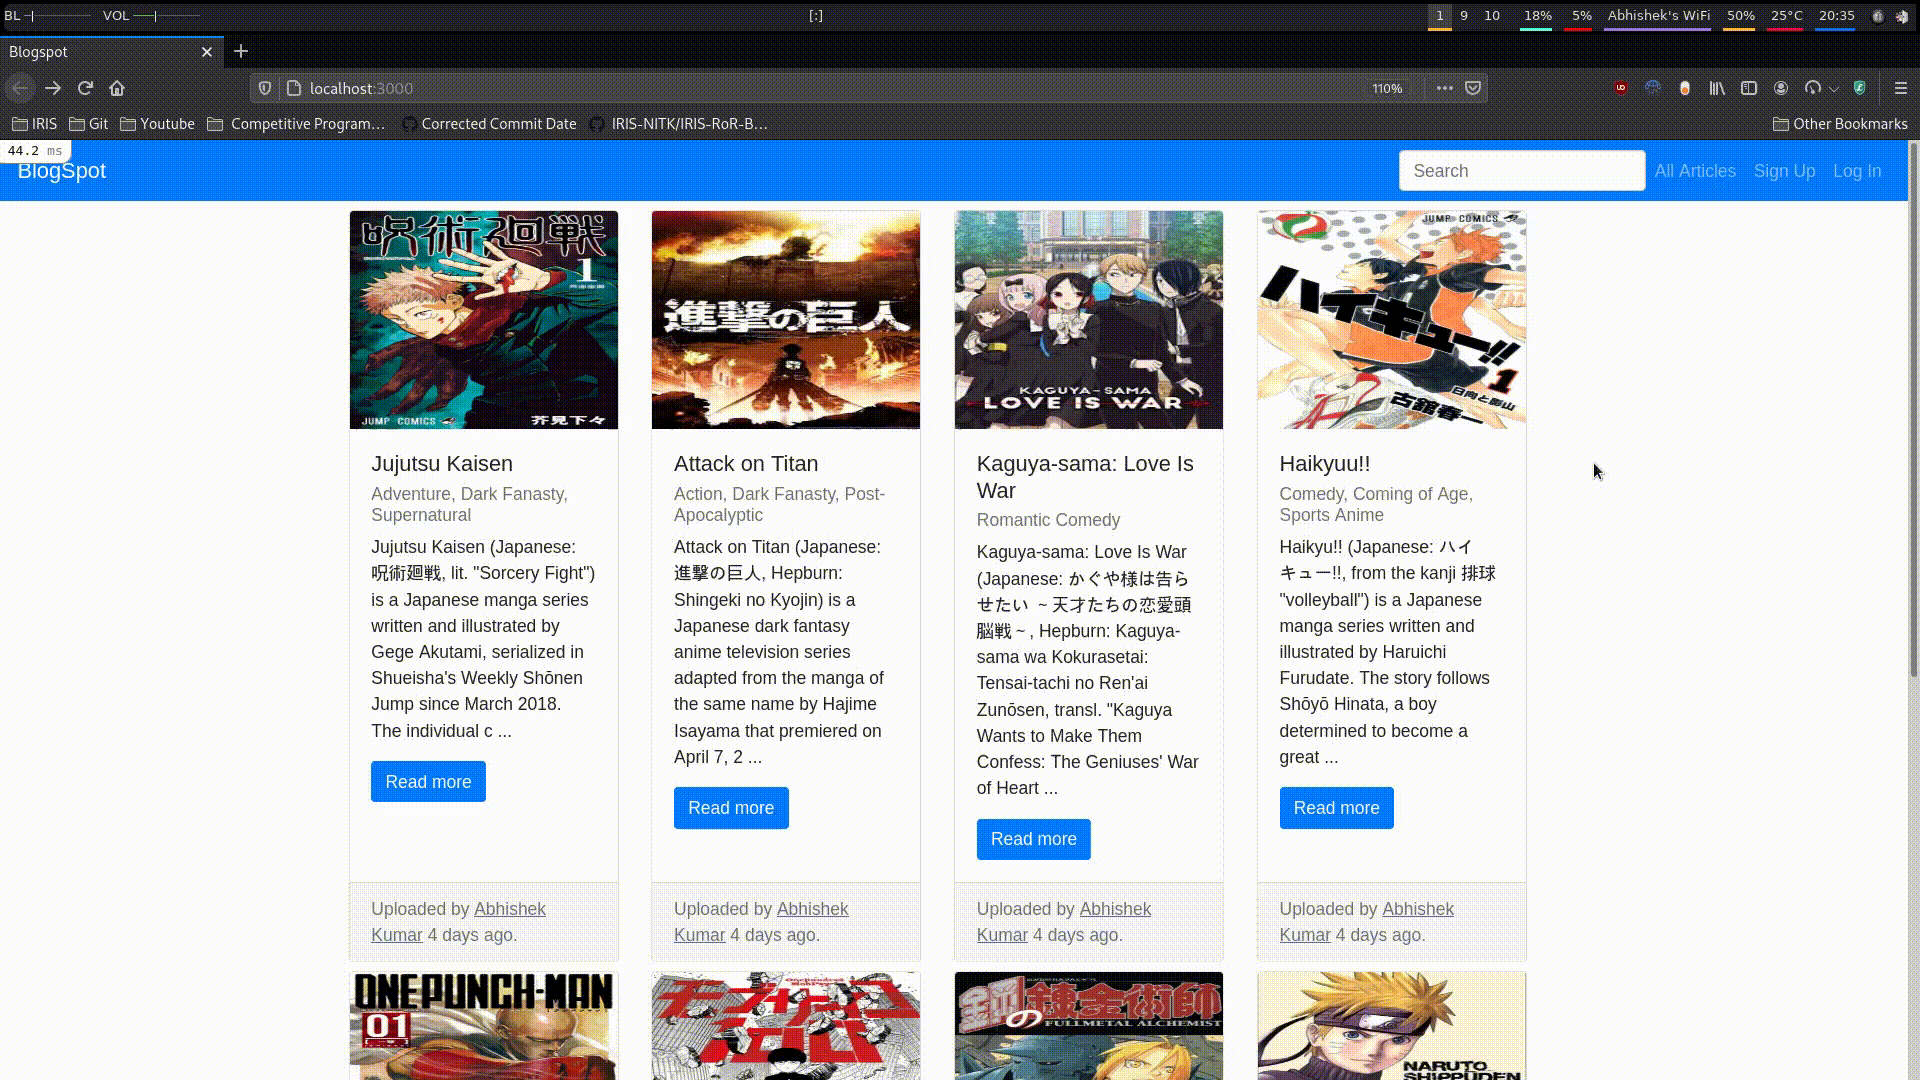 BL VOL [:] 1 9 10 18% 5% Abhishek's WiFi 50% 25°C 20:35
Blogspot
localhost:3000 110%
IRIS Git Youtube Competitive Program… Corrected Commit Date IRIS-NITK/IRIS-RoR-B… Other Bookmarks
44.2 ms
BlogSpot Search All Articles Sign Up Log In
呪術廻戦
1
JUMP COMICS 芥見下々
Jujutsu Kaisen
Adventure, Dark Fanasty,
Supernatural
Jujutsu Kaisen (Japanese:
呪術廻戦, lit. "Sorcery Fight")
is a Japanese manga series
written and illustrated by
Gege Akutami, serialized in
Shueisha's Weekly Shōnen
Jump since March 2018.
The individual c ...
Read more
Uploaded by Abhishek
Kumar 4 days ago.
進撃の巨人
Attack on Titan
Action, Dark Fanasty, Post-
Apocalyptic
Attack on Titan (Japanese:
進撃の巨人, Hepburn:
Shingeki no Kyojin) is a
Japanese dark fantasy
anime television series
adapted from the manga of
the same name by Hajime
Isayama that premiered on
April 7, 2 ...
Read more
Uploaded by Abhishek
Kumar 4 days ago.
KAGUYA-SAMA
LOVE IS WAR
Kaguya-sama: Love Is
War
Romantic Comedy
Kaguya-sama: Love Is War
(Japanese: かぐや様は告ら
せたい ~天才たちの恋愛頭
脳戦~, Hepburn: Kaguya-
sama wa Kokurasetai:
Tensai-tachi no Ren'ai
Zunōsen, transl. "Kaguya
Wants to Make Them
Confess: The Geniuses' War
of Heart ...
Read more
Uploaded by Abhishek
Kumar 4 days ago.
JUMP COMICS
ハイキュー!!
1
日向と影山
古舘春一
Haikyuu!!
Comedy, Coming of Age,
Sports Anime
Haikyu!! (Japanese: ハイ
キュー!!, from the kanji 排球
"volleyball") is a Japanese
manga series written and
illustrated by Haruichi
Furudate. The story follows
Shōyō Hinata, a boy
determined to become a
great ...
Read more
Uploaded by Abhishek
Kumar 4 days ago.
ONE PUNCH-MAN
01
鋼の錬金術師
FULLMETAL ALCHEMIST
NARUTO
SHIPPUDEN